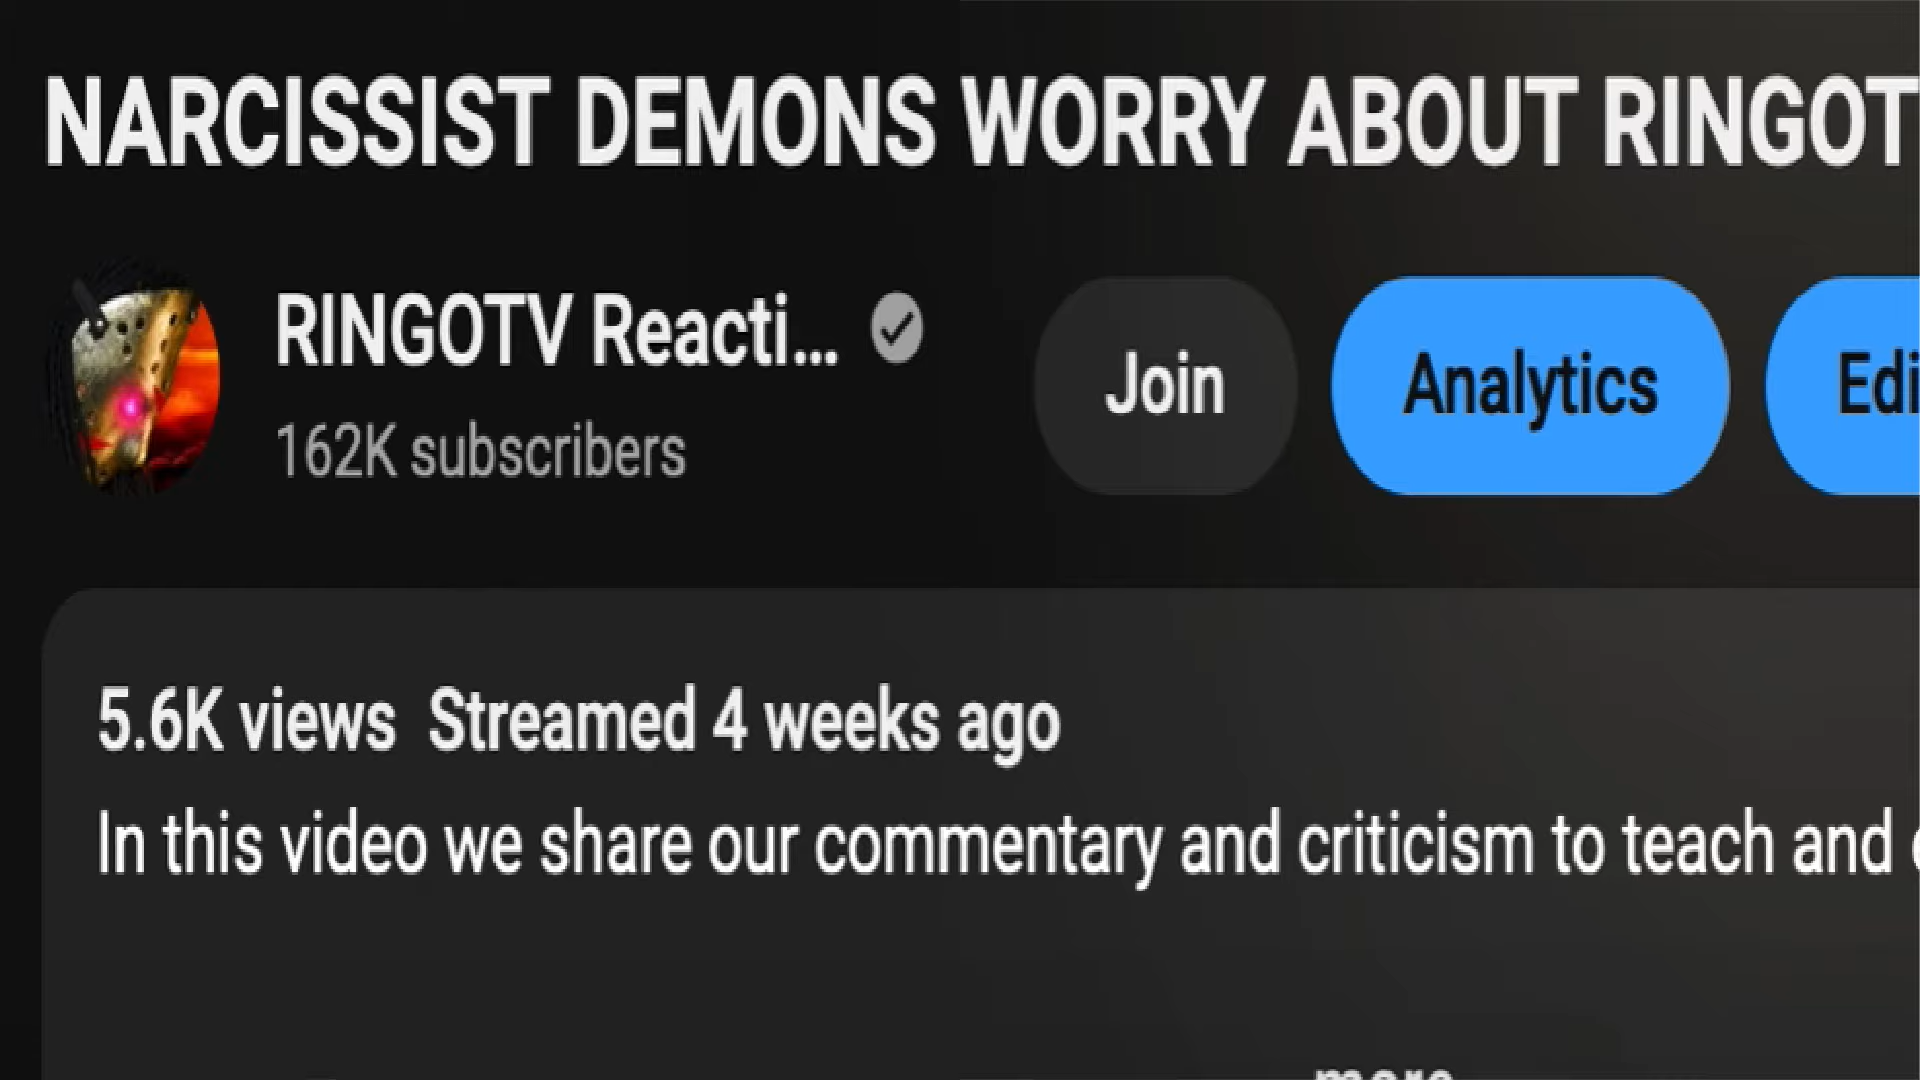 NARCISSIST DEMONS WORRY ABOUT RINGOT
RINGOTV Reacti...
162K subscribers
Join
Analytics
Edi
5.6K views Streamed 4 weeks ago
In this video we share our commentary and criticism to teach and
more